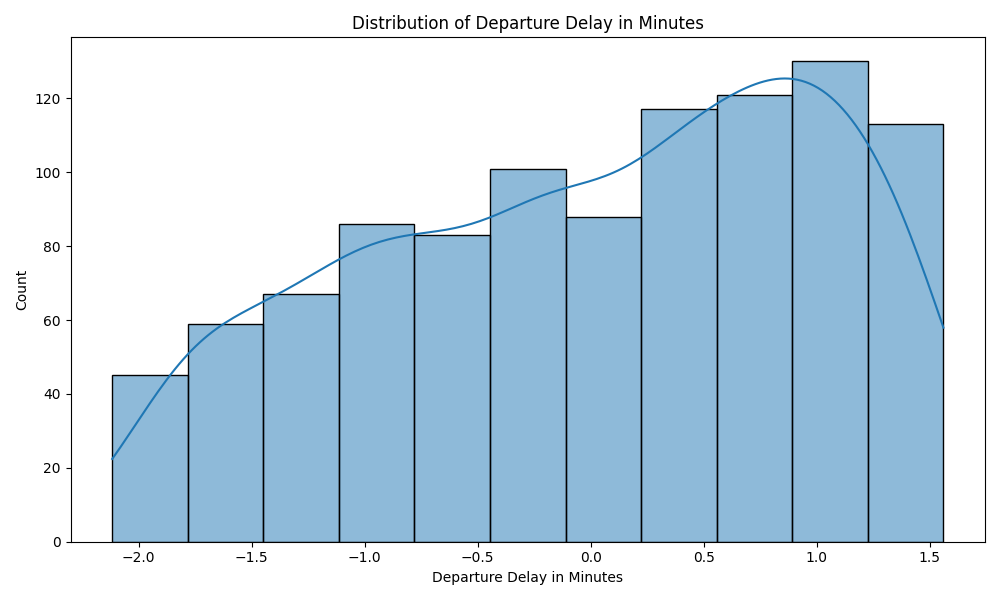 Distribution of Departure Delay in Minutes
Count
120
100
80
60
40
20
0
−2.0 −1.5 −1.0 −0.5 0.0 0.5 1.0 1.5
Departure Delay in Minutes